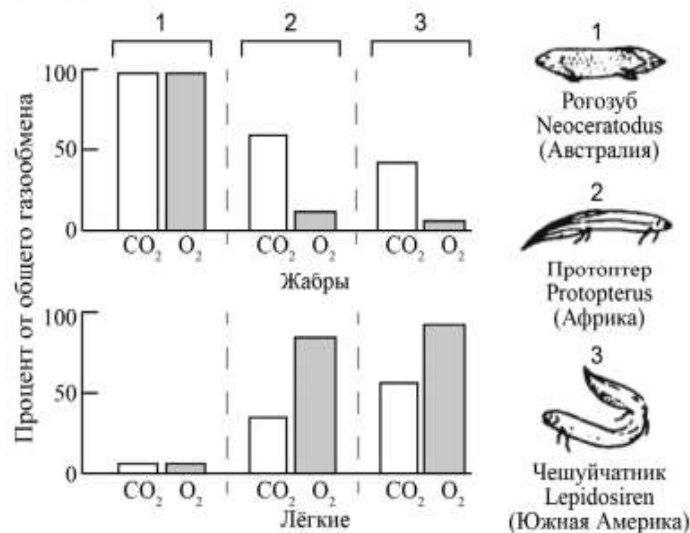 Процент от общего газообмена
1 2 3
100
50
0
CO₂ O₂ CO₂ O₂ CO₂ O₂
Жабры
100
50
0
CO₂ O₂ CO₂ O₂ CO₂ O₂
Лёгкие
1
Рогозуб
Neoceratodus
(Австралия)
2
Протоптер
Protopterus
(Африка)
3
Чешуйчатник
Lepidosiren
(Южная Америка)